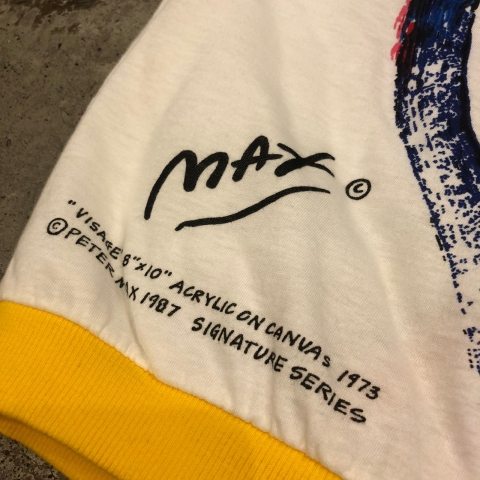 MAX ©
"VISAGE 8"X10" ACRYLIC ON CANVAS 1973
©PETER MAX 1987 SIGNATURE SERIES